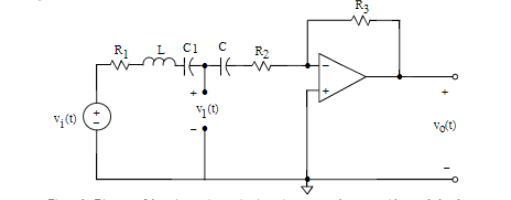 R3
R1 L C1 C R2
- 
+
+
v1(t)
-
vi(t)
+
-
+
vo(t)
-